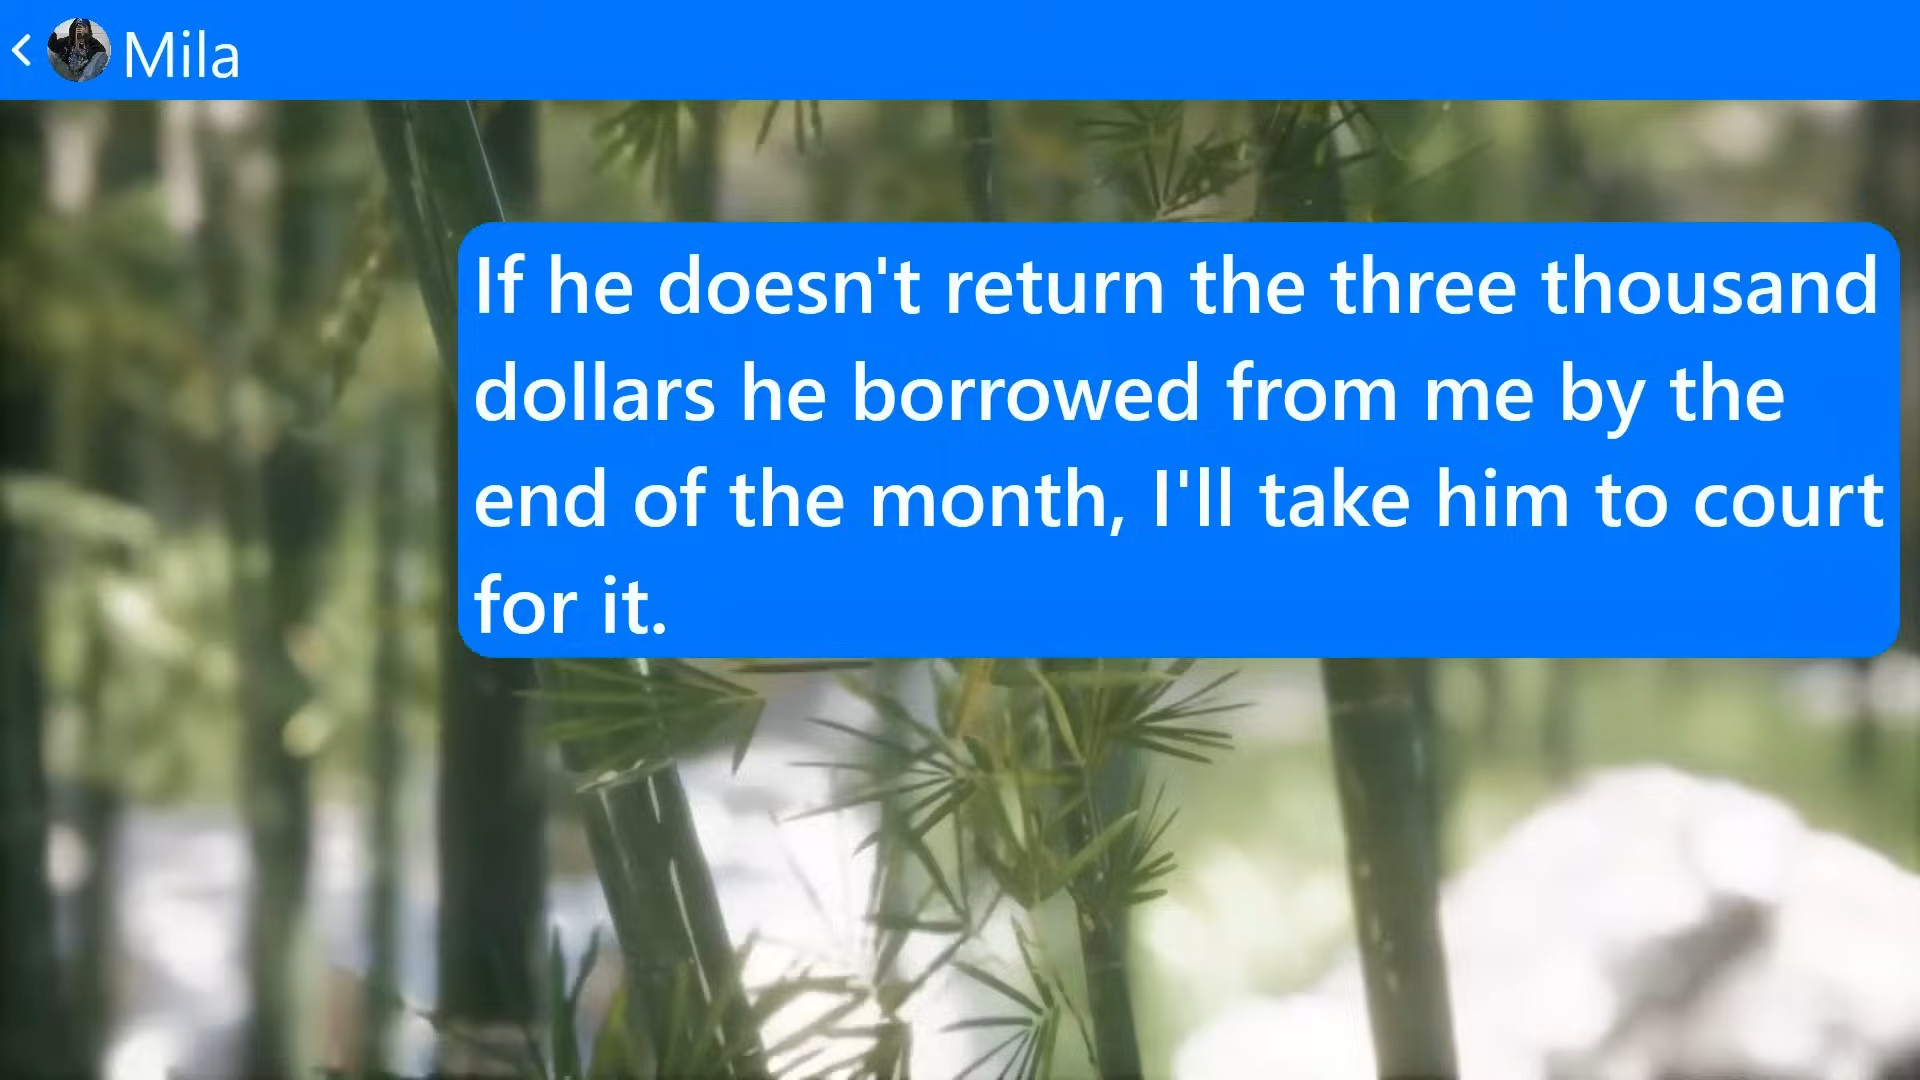 Mila
If he doesn't return the three thousand
dollars he borrowed from me by the
end of the month, I'll take him to court
for it.